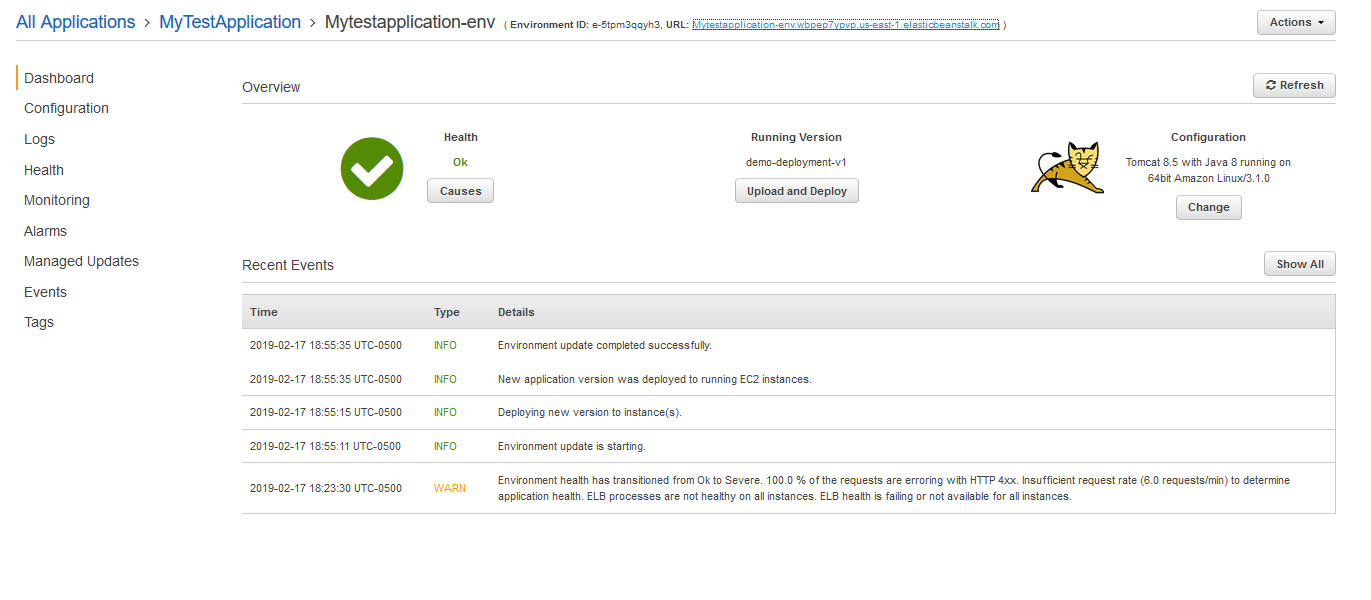 All Applications > MyTestApplication > Mytestapplication-env ( Environment ID: e-5tpm3qqyh3, URL: Mytestapplication-env.wbpep7ypvp.us-east-1.elasticbeanstalk.com )
Actions
Dashboard
Configuration
Logs
Health
Monitoring
Alarms
Managed Updates
Events
Tags
Overview
Refresh
Health
Ok
Causes
Running Version
demo-deployment-v1
Upload and Deploy
Configuration
Tomcat 8.5 with Java 8 running on
64bit Amazon Linux/3.1.0
Change
Recent Events
Show All
Time Type Details
2019-02-17 18:55:35 UTC-0500 INFO Environment update completed successfully.
2019-02-17 18:55:35 UTC-0500 INFO New application version was deployed to running EC2 instances.
2019-02-17 18:55:15 UTC-0500 INFO Deploying new version to instance(s).
2019-02-17 18:55:11 UTC-0500 INFO Environment update is starting.
2019-02-17 18:23:30 UTC-0500 WARN Environment health has transitioned from Ok to Severe. 100.0 % of the requests are erroring with HTTP 4xx. Insufficient request rate (6.0 requests/min) to determine
application health. ELB processes are not healthy on all instances. ELB health is failing or not available for all instances.